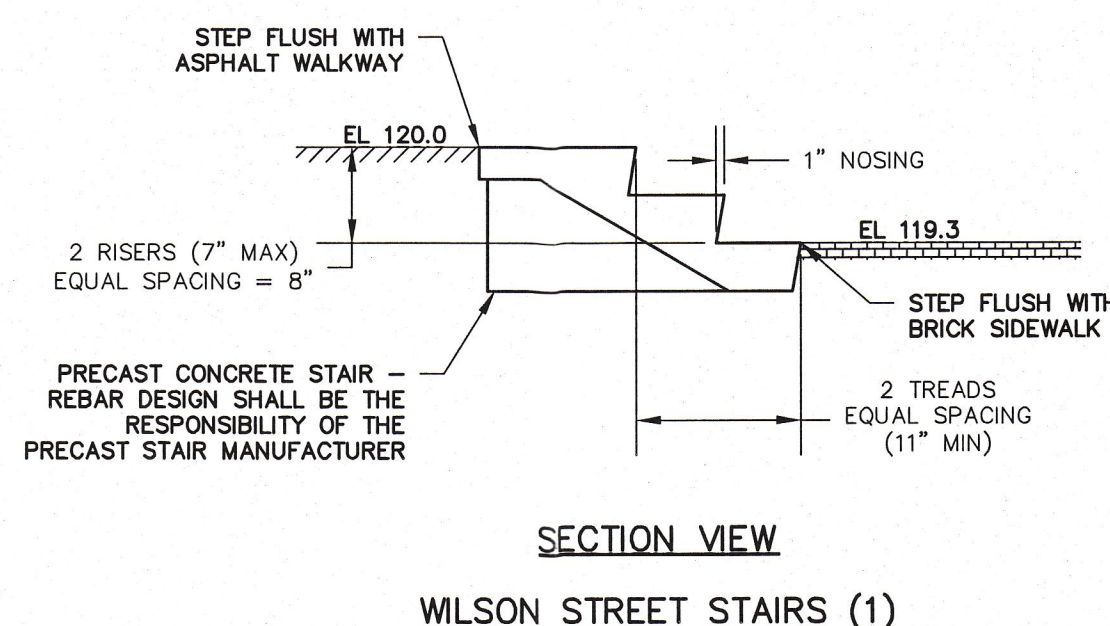 STEP FLUSH WITH
ASPHALT WALKWAY
EL 120.0
1" NOSING
2 RISERS (7" MAX)
EQUAL SPACING = 8"
EL 119.3
STEP FLUSH WITH
BRICK SIDEWALK
PRECAST CONCRETE STAIR –
REBAR DESIGN SHALL BE THE
RESPONSIBILITY OF THE
PRECAST STAIR MANUFACTURER
2 TREADS
EQUAL SPACING
(11" MIN)
SECTION VIEW
WILSON STREET STAIRS (1)